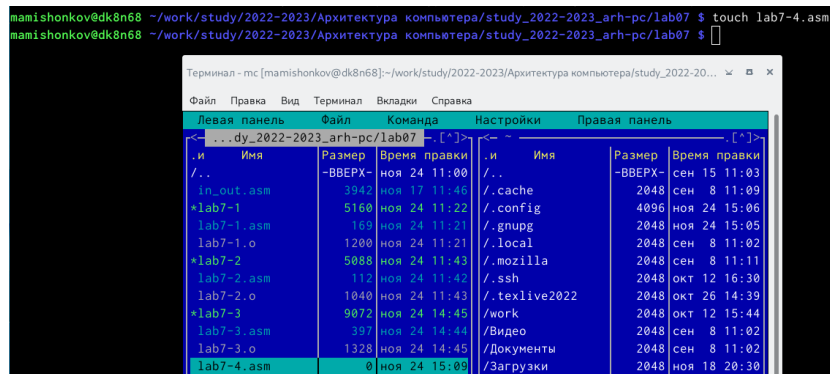 mamishonkov@dk8n68 ~/work/study/2022-2023/Архитектура компьютера/study_2022-2023_arh-pc/lab07 $ touch lab7-4.asm
mamishonkov@dk8n68 ~/work/study/2022-2023/Архитектура компьютера/study_2022-2023_arh-pc/lab07 $
Терминал - mc [mamishonkov@dk8n68]:~/work/study/2022-2023/Архитектура компьютера/study_2022-20...
Файл Правка Вид Терминал Вкладки Справка
Левая панель Файл Команда Настройки Правая панель
<- ...dy_2022-2023_arh-pc/lab07 -.[^]> <- ~ .[^]>
.и Имя Размер Время правки .и Имя Размер Время правки
/.. -ВВЕРХ- ноя 24 11:00 /.. -ВВЕРХ- сен 15 11:03
in_out.asm 3942 ноя 17 11:46 /.cache 2048 сен 8 11:09
*lab7-1 5160 ноя 24 11:22 /.config 4096 ноя 24 15:06
lab7-1.asm 169 ноя 24 11:21 /.gnupg 2048 ноя 24 15:05
lab7-1.o 1200 ноя 24 11:21 /.local 2048 сен 8 11:02
*lab7-2 5088 ноя 24 11:43 /.mozilla 2048 сен 8 11:11
lab7-2.asm 112 ноя 24 11:42 /.ssh 2048 окт 12 16:30
lab7-2.o 1040 ноя 24 11:43 /.texlive2022 2048 окт 26 14:39
*lab7-3 9072 ноя 24 14:45 /work 2048 окт 12 15:44
lab7-3.asm 397 ноя 24 14:44 /Видео 2048 сен 8 11:02
lab7-3.o 1328 ноя 24 14:45 /Документы 2048 сен 8 11:02
lab7-4.asm 0 ноя 24 15:09 /Загрузки 2048 ноя 18 20:30